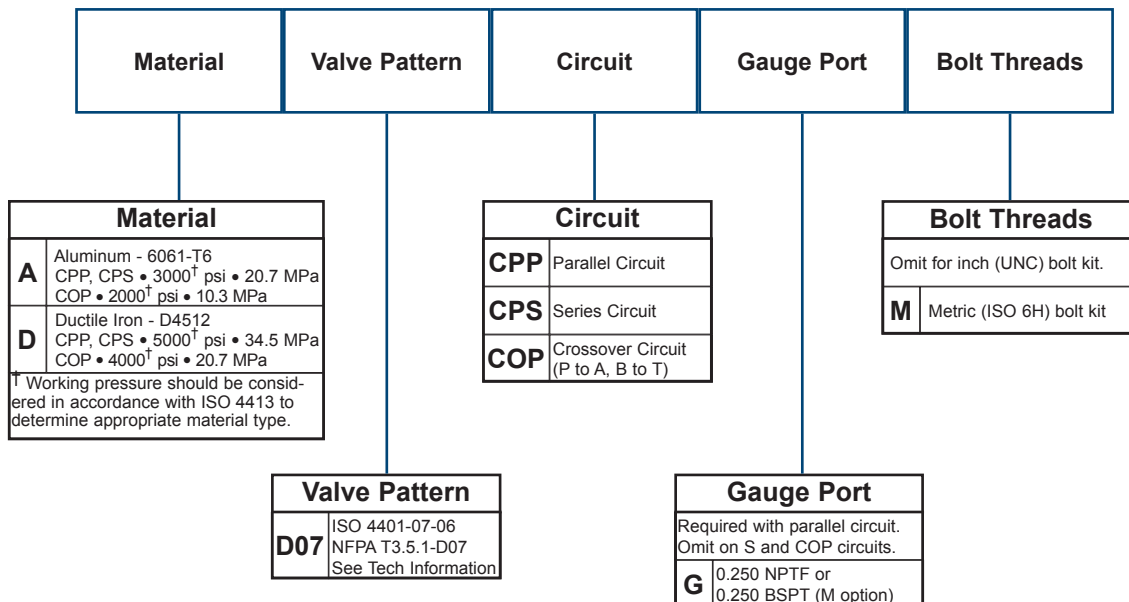 Material
Valve Pattern
Circuit
Gauge Port
Bolt Threads
Material
A
Aluminum - 6061-T6
CPP, CPS • 3000† psi • 20.7 MPa
COP • 2000† psi • 10.3 MPa
D
Ductile Iron - D4512
CPP, CPS • 5000† psi • 34.5 MPa
COP • 4000† psi • 20.7 MPa
† Working pressure should be consid-
ered in accordance with ISO 4413 to
determine appropriate material type.
Circuit
CPP Parallel Circuit
CPS Series Circuit
COP Crossover Circuit
(P to A, B to T)
Bolt Threads
Omit for inch (UNC) bolt kit.
M Metric (ISO 6H) bolt kit
Valve Pattern
D07
ISO 4401-07-06
NFPA T3.5.1-D07
See Tech Information
Gauge Port
Required with parallel circuit.
Omit on S and COP circuits.
G
0.250 NPTF or
0.250 BSPT (M option)